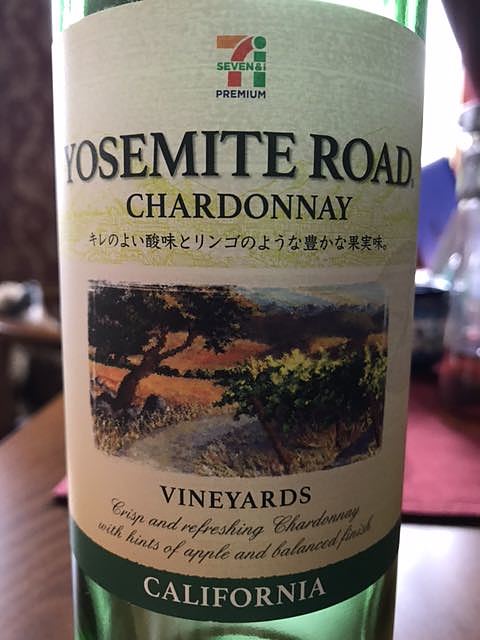 SEVEN&i
PREMIUM
YOSEMITE ROAD®
CHARDONNAY
キレのよい酸味とリンゴのような豊かな果実味。
VINEYARDS
Crisp and refreshing Chardonnay
with hints of apple and balanced finish
CALIFORNIA